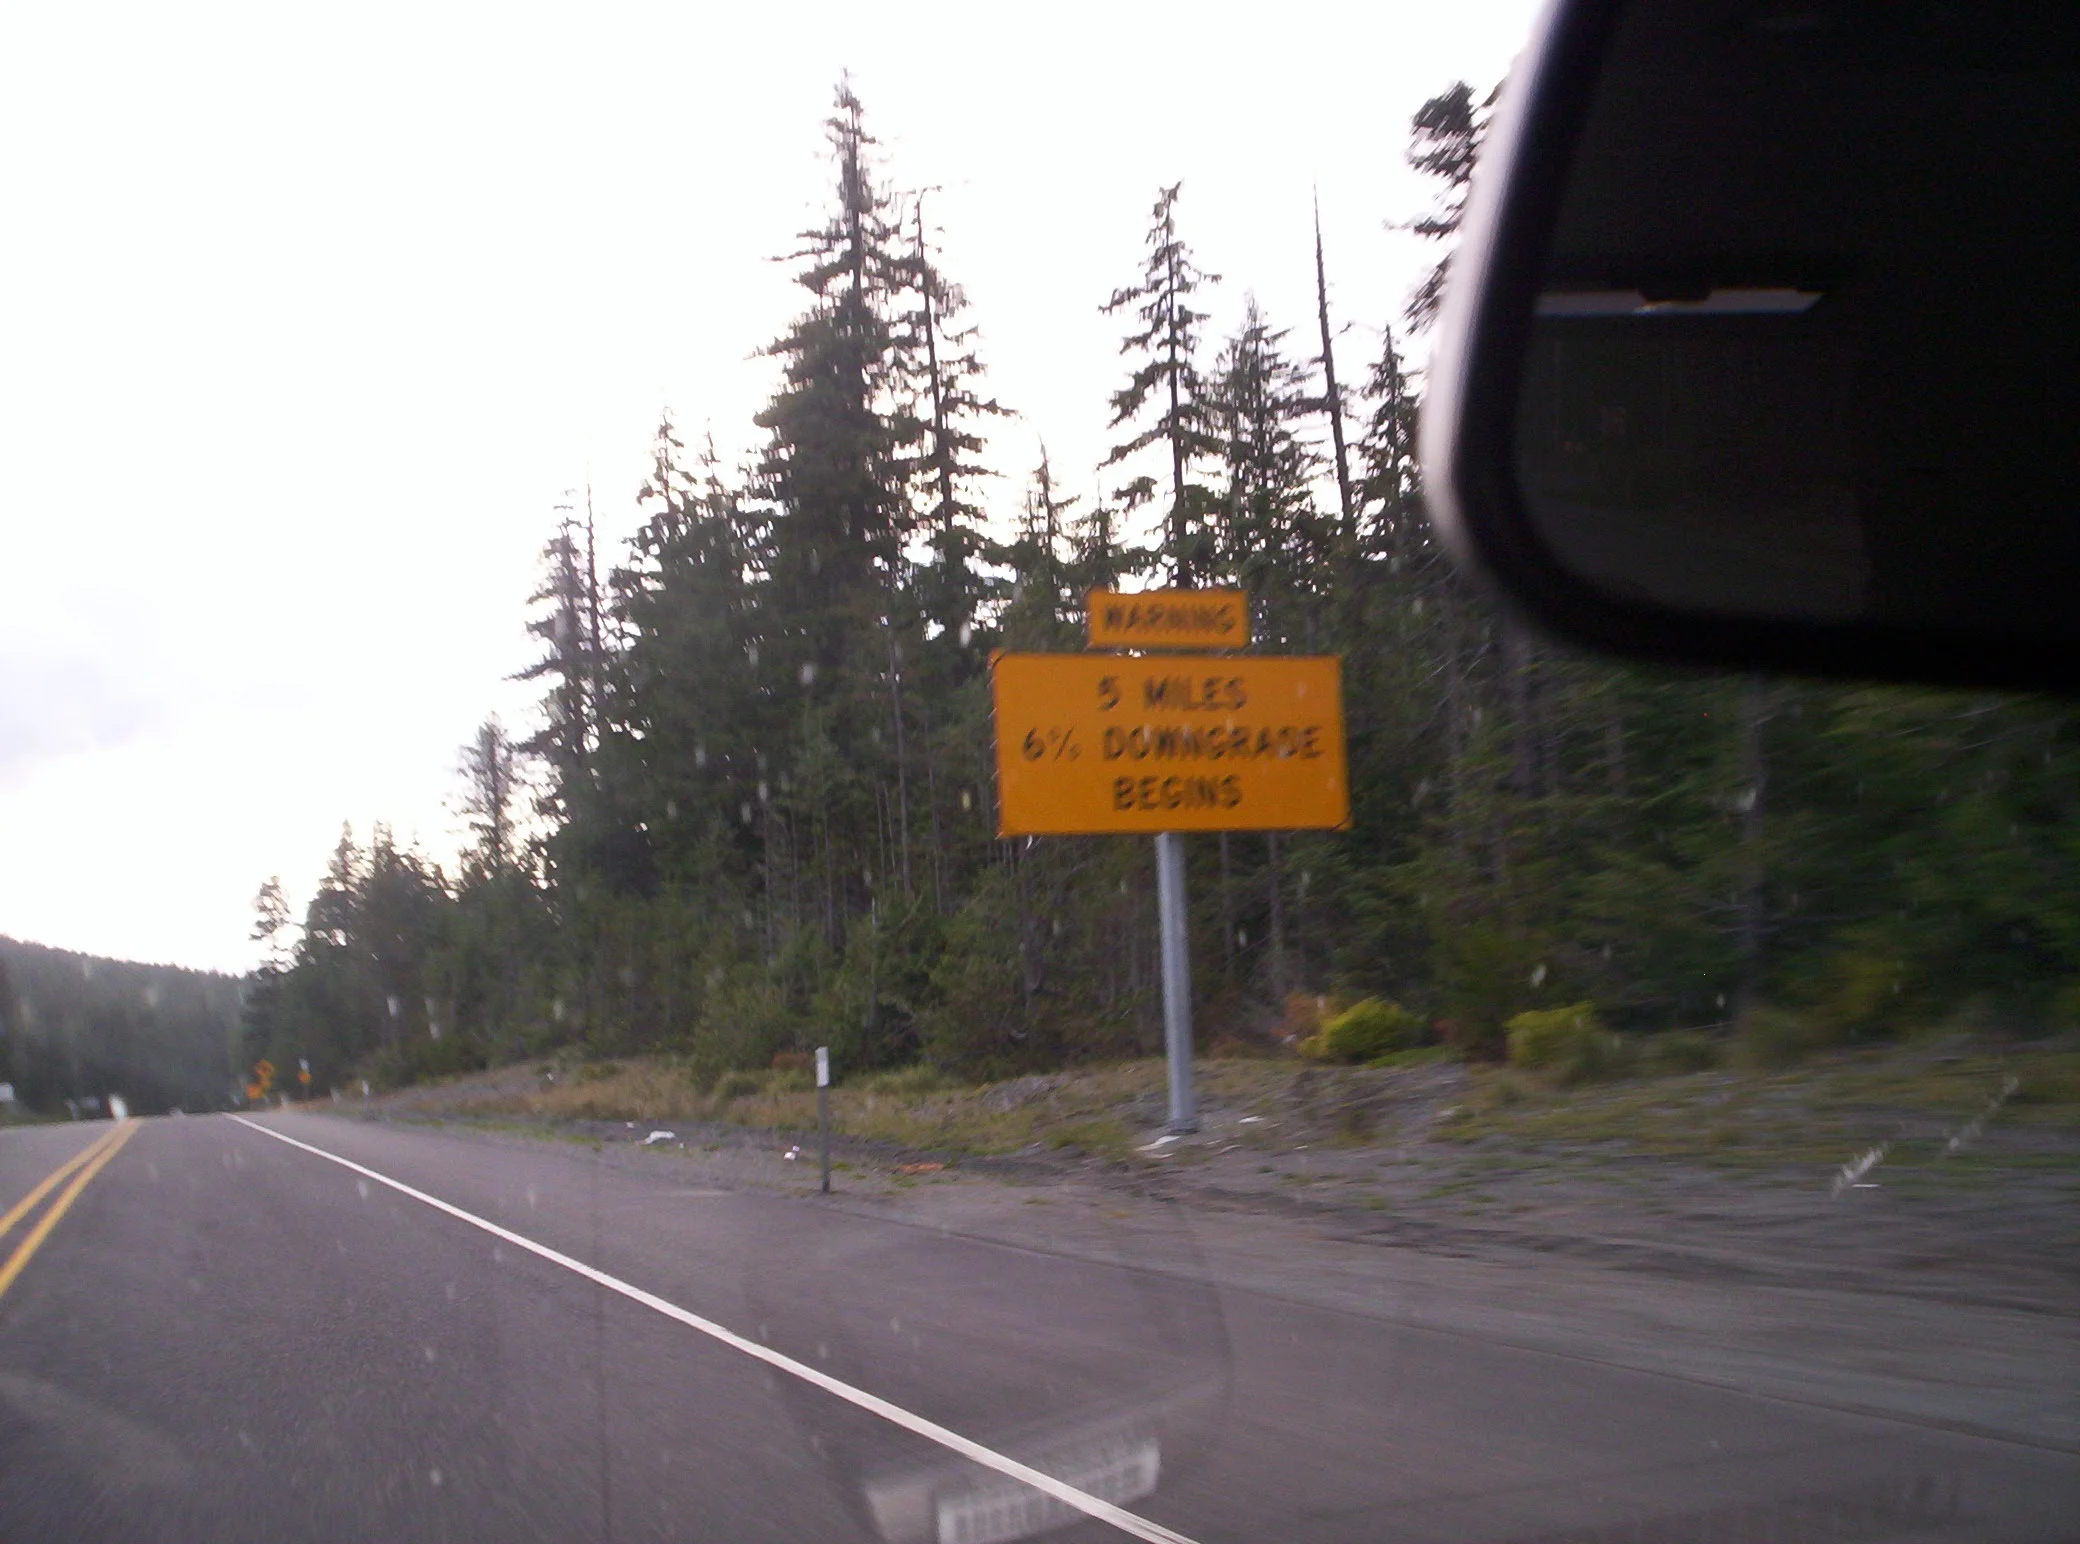 WARNING
5 MILES
6% DOWNGRADE
BEGINS